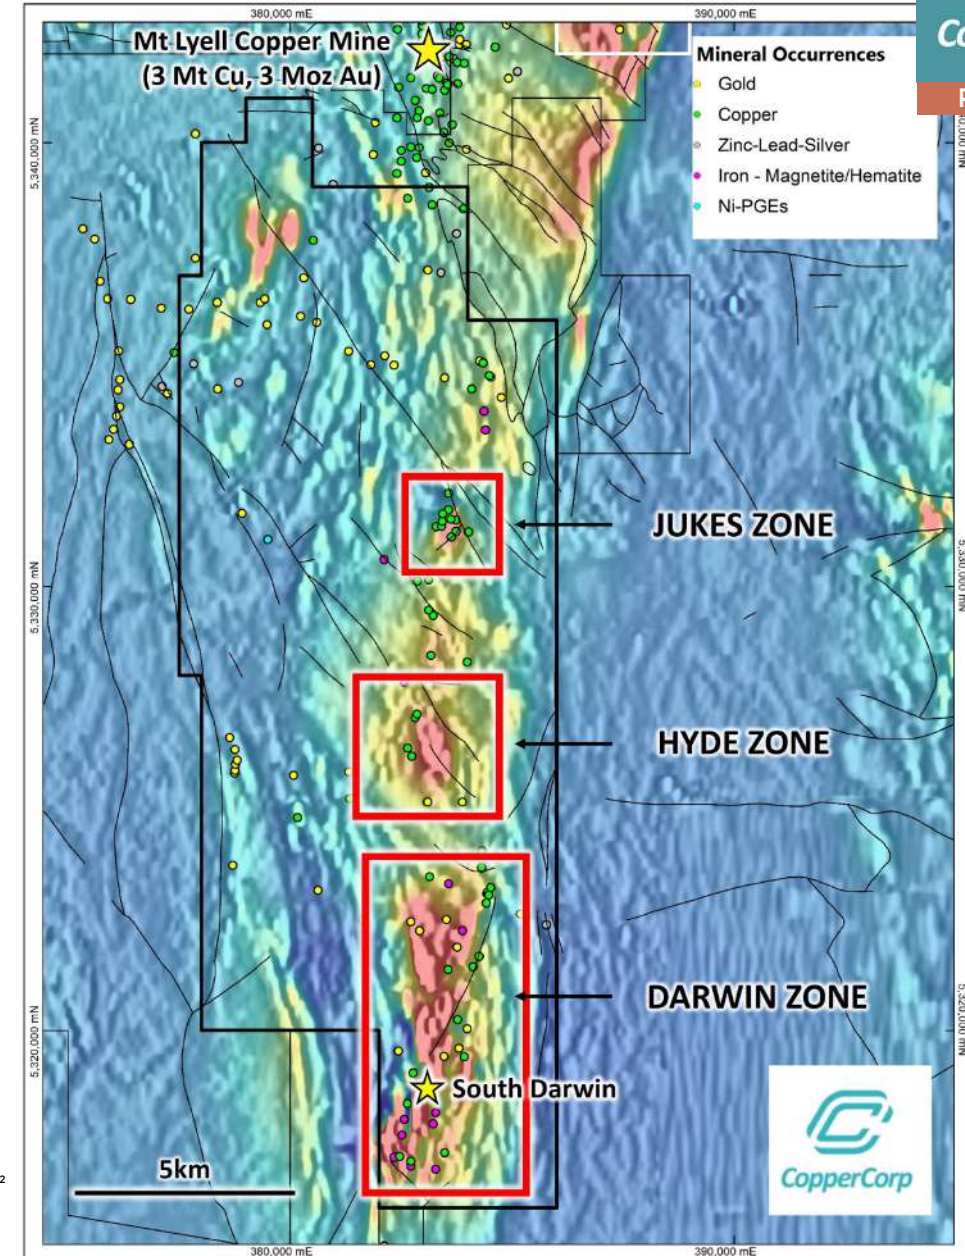 380,000 mE
390,000 mE
Mt Lyell Copper Mine
(3 Mt Cu, 3 Moz Au)
Mineral Occurrences
Gold
Copper
Zinc-Lead-Silver
Iron - Magnetite/Hematite
Ni-PGEs
5,340,000 mN
JUKES ZONE
5,330,000 mN
5,330,000 mN
HYDE ZONE
DARWIN ZONE
5,320,000 mN
5,320,000 mN
South Darwin
5km
CopperCorp
2
380,000 mE
390,000 mE